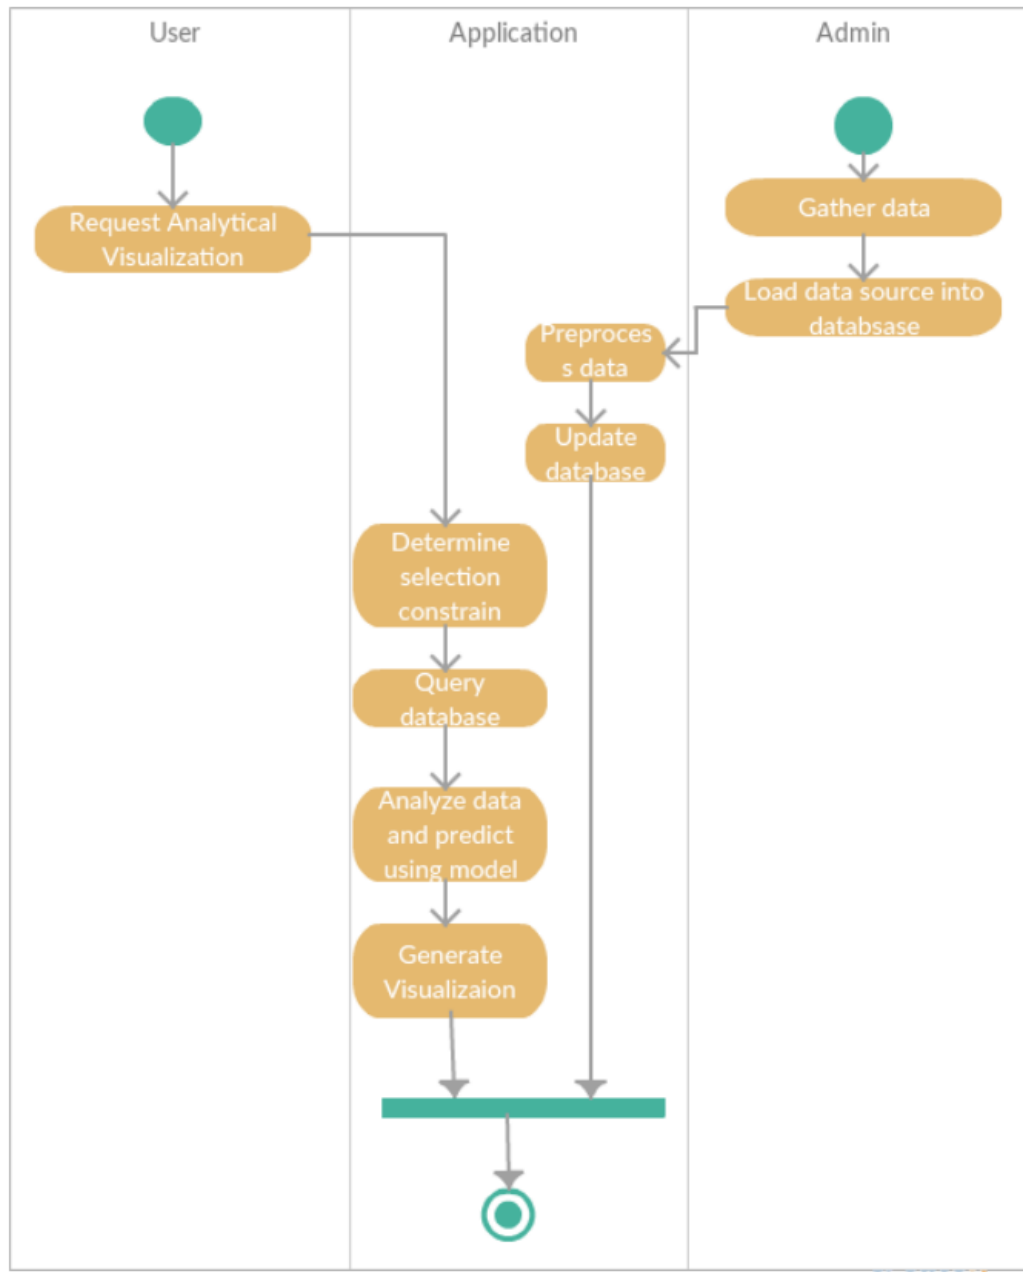 User
Application
Admin
Request Analytical
Visualization
Gather data
Load data source into
databsase
Preproces
s data
Update
database
Determine
selection
constrain
Query
database
Analyze data
and predict
using model
Generate
Visualizaion